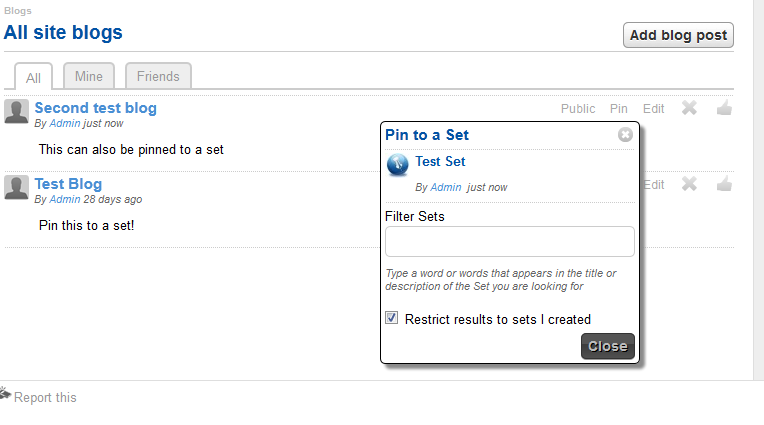 Blogs
All site blogs
Add blog post
All
Mine
Friends
Second test blog
Public Pin Edit
By Admin just now
This can also be pinned to a set
Test Blog
Edit
By Admin 28 days ago
Pin this to a set!
Pin to a Set
Test Set
By Admin just now
Filter Sets
Type a word or words that appears in the title or
description of the Set you are looking for
Restrict results to sets I created
Close
Report this